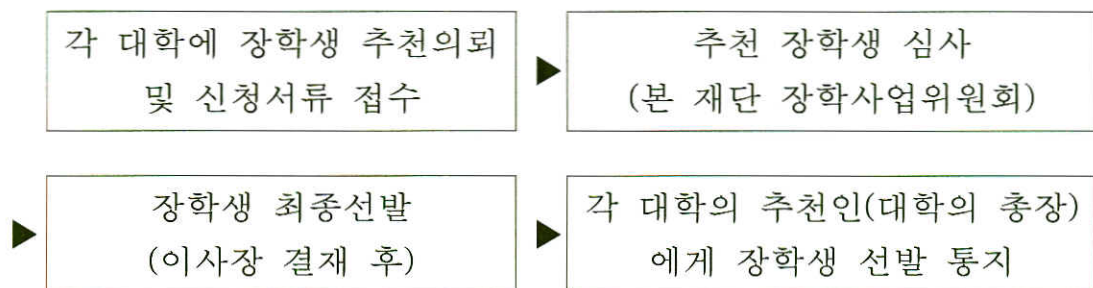 각 대학에 장학생 추천의뢰
및 신청서류 접수
▶
추천 장학생 심사
(본 재단 장학사업위원회)
▶
장학생 최종선발
(이사장 결재 후)
▶
각 대학의 추천인(대학의 총장)
에게 장학생 선발 통지